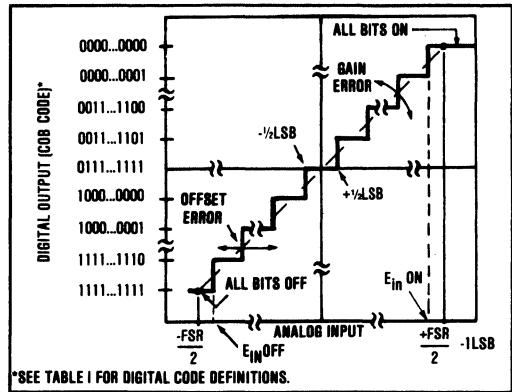 DIGITAL OUTPUT (COB CODE)*
0000...0000
0000...0001
0011...1100
0011...1101
0111...1111
1000...0000
1000...0001
1111...1110
1111...1111
ALL BITS ON
GAIN
ERROR
-½LSB
+½LSB
OFFSET
ERROR
ALL BITS OFF
E_in ON
-FSR
2
E_IN OFF
ANALOG INPUT
+FSR
2
-1LSB
*SEE TABLE I FOR DIGITAL CODE DEFINITIONS.